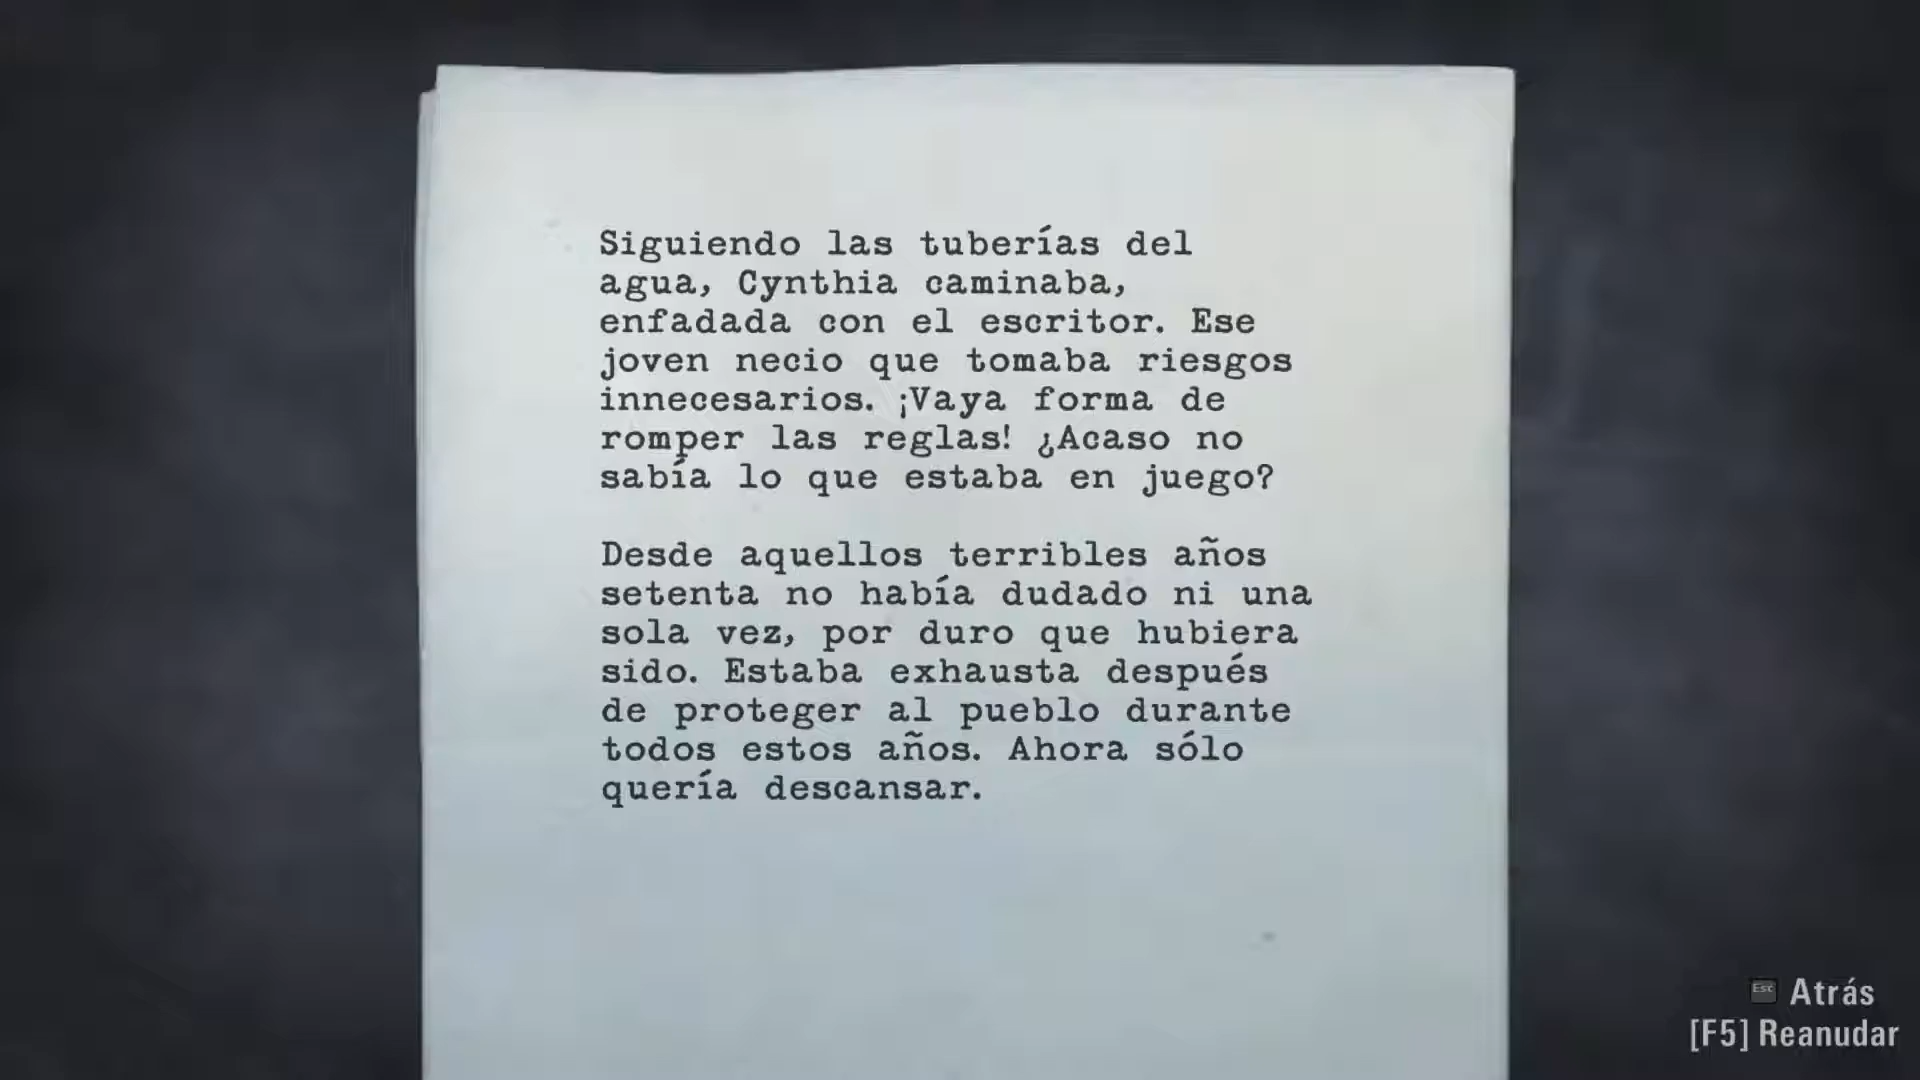 Siguiendo las tuberías del
agua, Cynthia caminaba,
enfadada con el escritor. Ese
joven necio que tomaba riesgos
innecesarios. ¡Vaya forma de
romper las reglas! ¿Acaso no
sabía lo que estaba en juego?
Desde aquellos terribles años
setenta no había dudado ni una
sola vez, por duro que hubiera
sido. Estaba exhausta después
de proteger al pueblo durante
todos estos años. Ahora sólo
quería descansar.
Esc Atrás
[F5] Reanudar